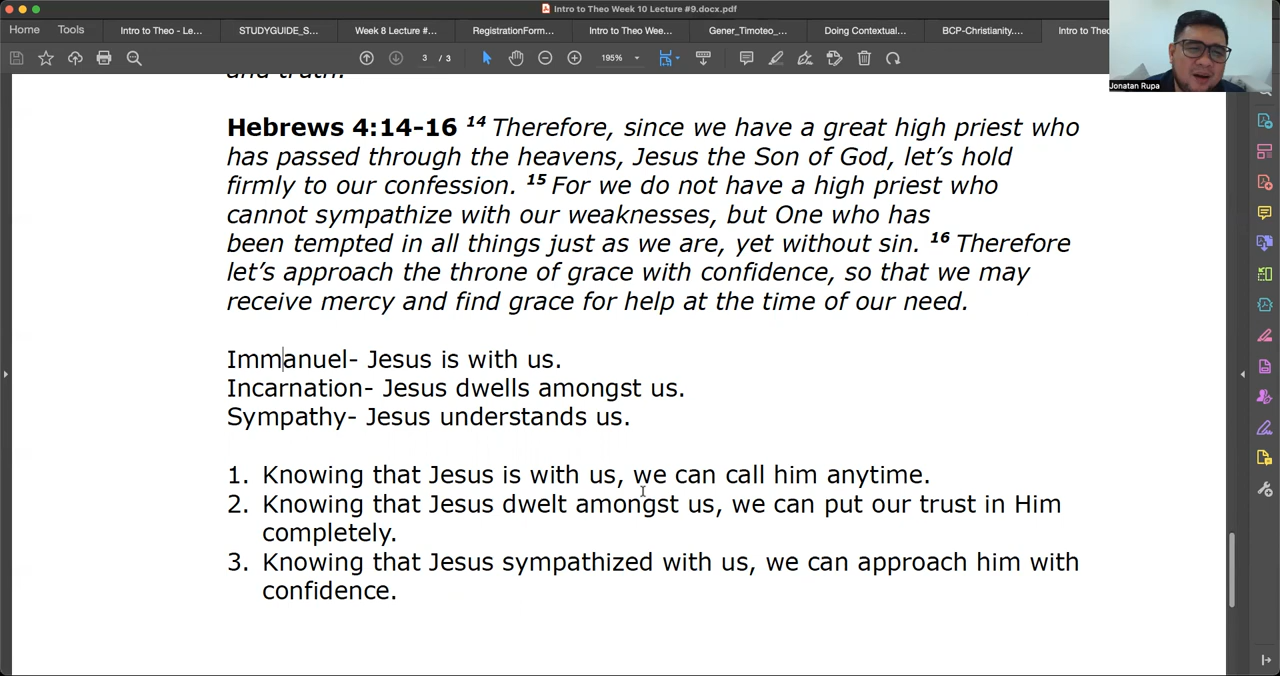 Intro to Theo Week 10 Lecture #9.docx.pdf
Home Tools Intro to Theo - Le... STUDYGUIDE_S... Week 8 Lecture #... RegistrationForm... Intro to Theo Wee... Gener_Timoteo_... Doing Contextual... BCP-Christianity.... Intro to Theo
3 / 3 195%
Jonatan Rupa
and truth.
Hebrews 4:14-16 14 Therefore, since we have a great high priest who
has passed through the heavens, Jesus the Son of God, let’s hold
firmly to our confession. 15 For we do not have a high priest who
cannot sympathize with our weaknesses, but One who has
been tempted in all things just as we are, yet without sin. 16 Therefore
let’s approach the throne of grace with confidence, so that we may
receive mercy and find grace for help at the time of our need.
Immanuel- Jesus is with us.
Incarnation- Jesus dwells amongst us.
Sympathy- Jesus understands us.
1. Knowing that Jesus is with us, we can call him anytime.
2. Knowing that Jesus dwelt amongst us, we can put our trust in Him
completely.
3. Knowing that Jesus sympathized with us, we can approach him with
confidence.